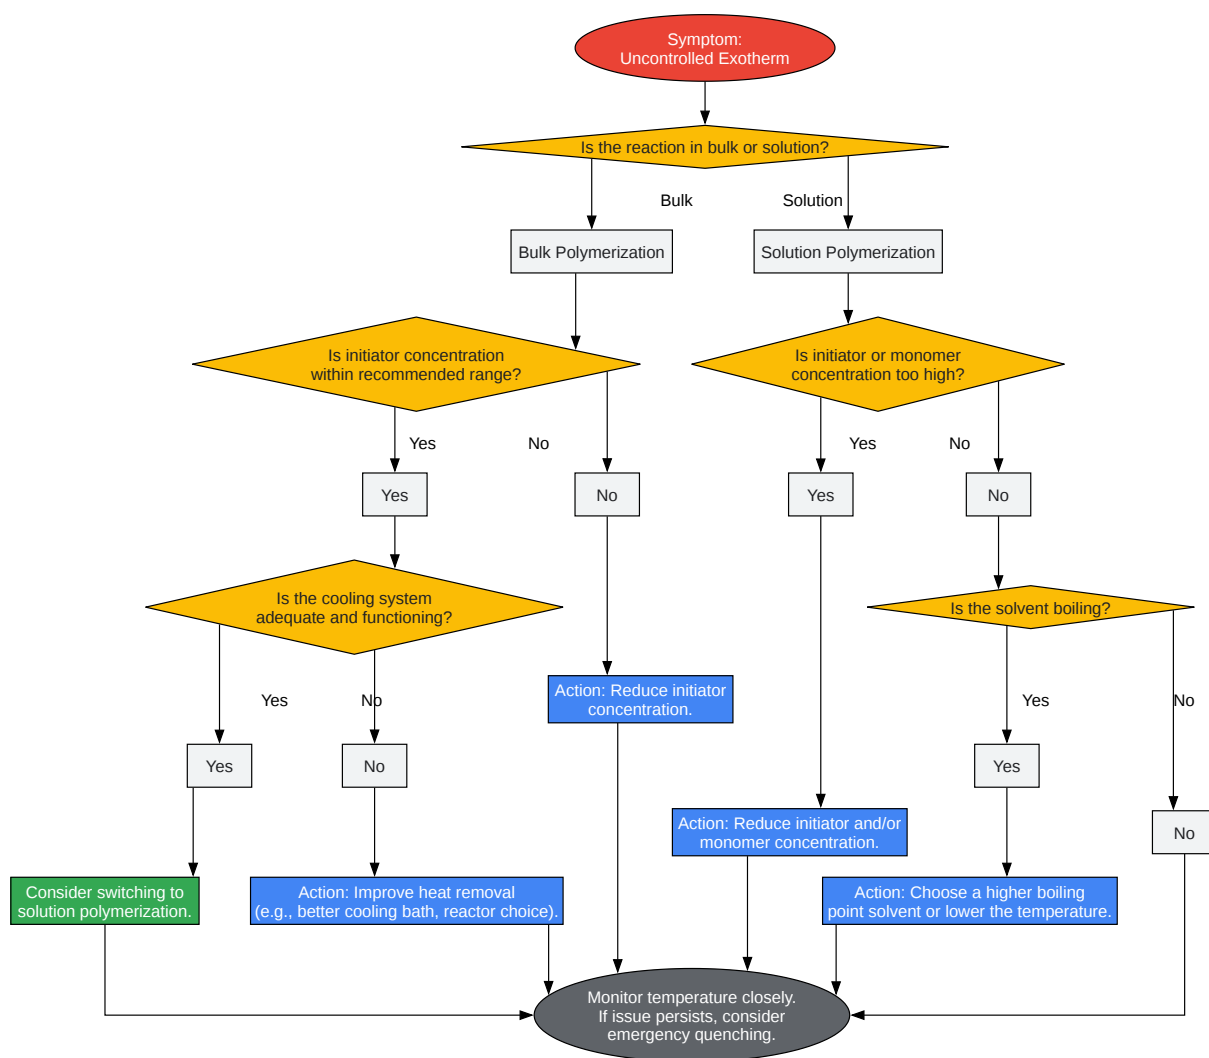 Symptom:
Uncontrolled Exotherm
Is the reaction in bulk or solution?
Bulk
Solution
Bulk Polymerization
Solution Polymerization
Is initiator concentration
within recommended range?
Is initiator or monomer
concentration too high?
Yes
No
Yes
No
Yes
No
Yes
No
Is the cooling system
adequate and functioning?
Is the solvent boiling?
Action: Reduce initiator
concentration.
Yes
No
Yes
No
Yes
No
Yes
Action: Reduce initiator and/or
monomer concentration.
No
Consider switching to
solution polymerization.
Action: Improve heat removal
(e.g., better cooling bath, reactor choice).
Action: Choose a higher boiling
point solvent or lower the temperature.
Monitor temperature closely.
If issue persists, consider
emergency quenching.